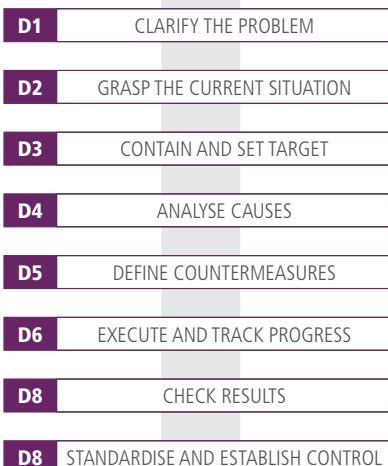 D1 CLARIFY THE PROBLEM
D2 GRASP THE CURRENT SITUATION
D3 CONTAIN AND SET TARGET
D4 ANALYSE CAUSES
D5 DEFINE COUNTERMEASURES
D6 EXECUTE AND TRACK PROGRESS
D8 CHECK RESULTS
D8 STANDARDISE AND ESTABLISH CONTROL